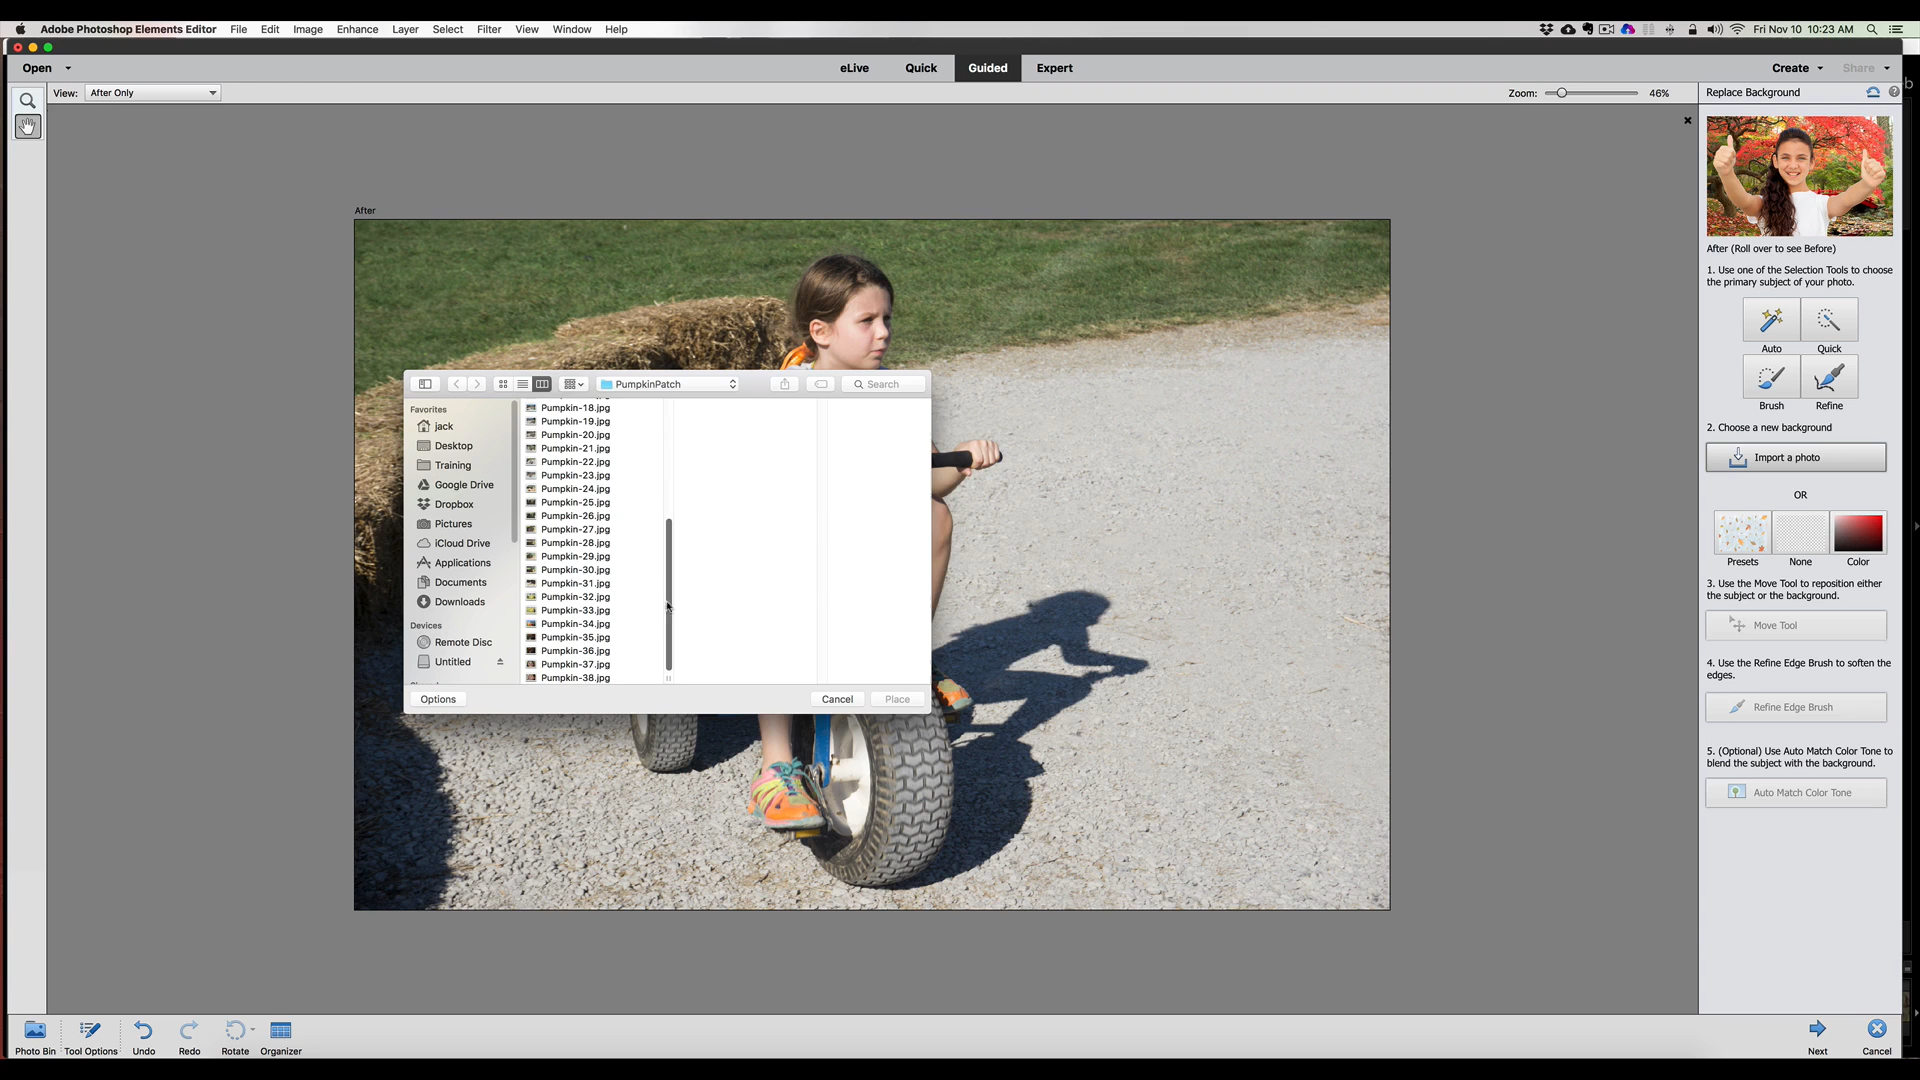 Adobe Photoshop Elements Editor File Edit Image Enhance Layer Select Filter View Window Help
Fri Nov 10 10:23 AM
Open
eLive Quick Guided Expert
Create Share
View: After Only
Zoom: 46%
Replace Background
After
After (Roll over to see Before)
1. Use one of the Selection Tools to choose
the primary subject of your photo.
Auto Quick
Brush Refine
2. Choose a new background
Import a photo
OR
Presets None Color
3. Use the Move Tool to reposition either
the subject or the background.
Move Tool
4. Use the Refine Edge Brush to soften the
edges.
Refine Edge Brush
5. (Optional) Use Auto Match Color Tone to
blend the subject with the background.
Auto Match Color Tone
PumpkinPatch
Search
Favorites
jack
Desktop
Training
Google Drive
Dropbox
Pictures
iCloud Drive
Applications
Documents
Downloads
Devices
Remote Disc
Untitled
Pumpkin-18.jpg
Pumpkin-19.jpg
Pumpkin-20.jpg
Pumpkin-21.jpg
Pumpkin-22.jpg
Pumpkin-23.jpg
Pumpkin-24.jpg
Pumpkin-25.jpg
Pumpkin-26.jpg
Pumpkin-27.jpg
Pumpkin-28.jpg
Pumpkin-29.jpg
Pumpkin-30.jpg
Pumpkin-31.jpg
Pumpkin-32.jpg
Pumpkin-33.jpg
Pumpkin-34.jpg
Pumpkin-35.jpg
Pumpkin-36.jpg
Pumpkin-37.jpg
Pumpkin-38.jpg
Options
Cancel Place
Photo Bin Tool Options Undo Redo Rotate Organizer
Next Cancel